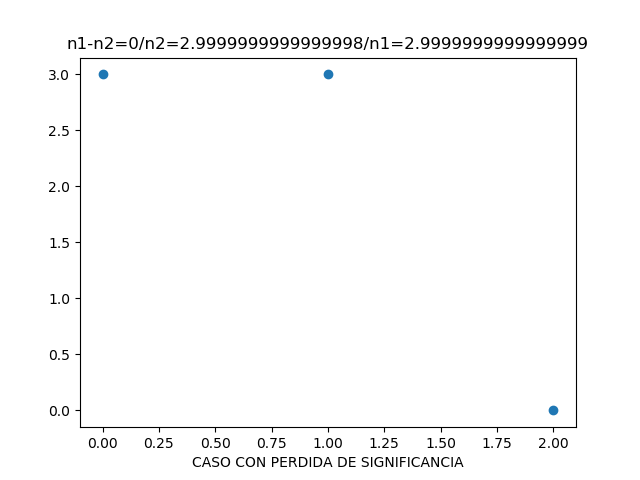 n1-n2=0/n2=2.9999999999999998/n1=2.9999999999999999
3.0
2.5
2.0
1.5
1.0
0.5
0.0
0.00 0.25 0.50 0.75 1.00 1.25 1.50 1.75 2.00
CASO CON PERDIDA DE SIGNIFICANCIA